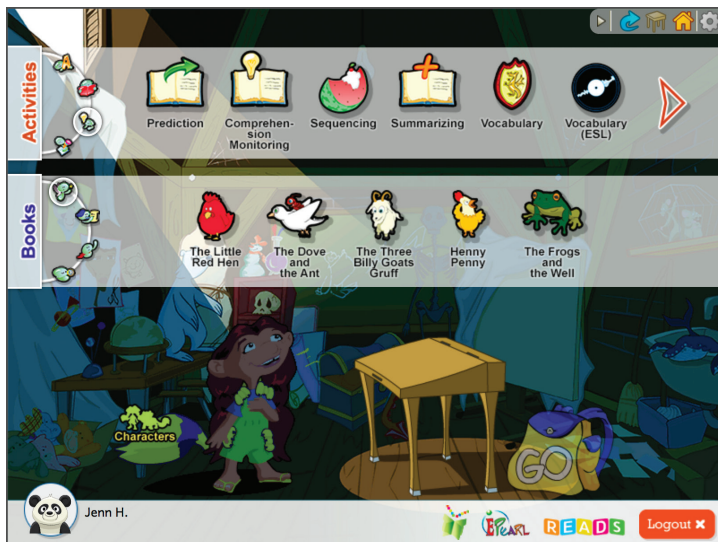 Activities
Prediction
Comprehen-
sion
Monitoring
Sequencing
Summarizing
Vocabulary
Vocabulary
(ESL)
Books
The Little
Red Hen
The Dove
and
the Ant
The Three
Billy Goats
Gruff
Henny
Penny
The Frogs
and
the Well
Characters
GO
Jenn H.
EPEARL
READS
Logout ×